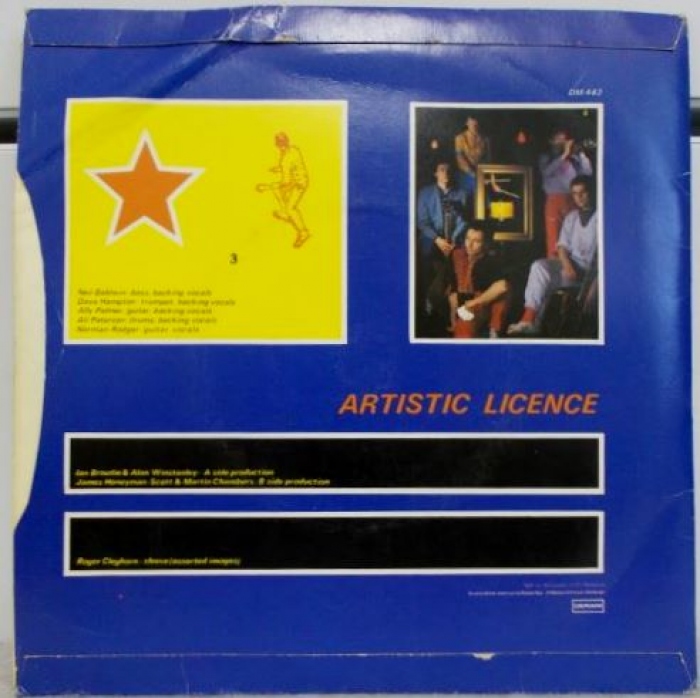 DM-442
3
Neil Baldwin: bass, backing vocals
Dave Hampton: trumpet, backing vocals
Ally Palmer: guitar, backing vocals
Ali Paterson: drums, backing vocals
Norman Rodger: guitar, vocals
ARTISTIC LICENCE
Ian Broudie & Alan Winstanley: A side production
James Honeyman-Scott & Martin Chambers: B side production
Roger Cleghorn: sleeve (assorted images)
DERAM